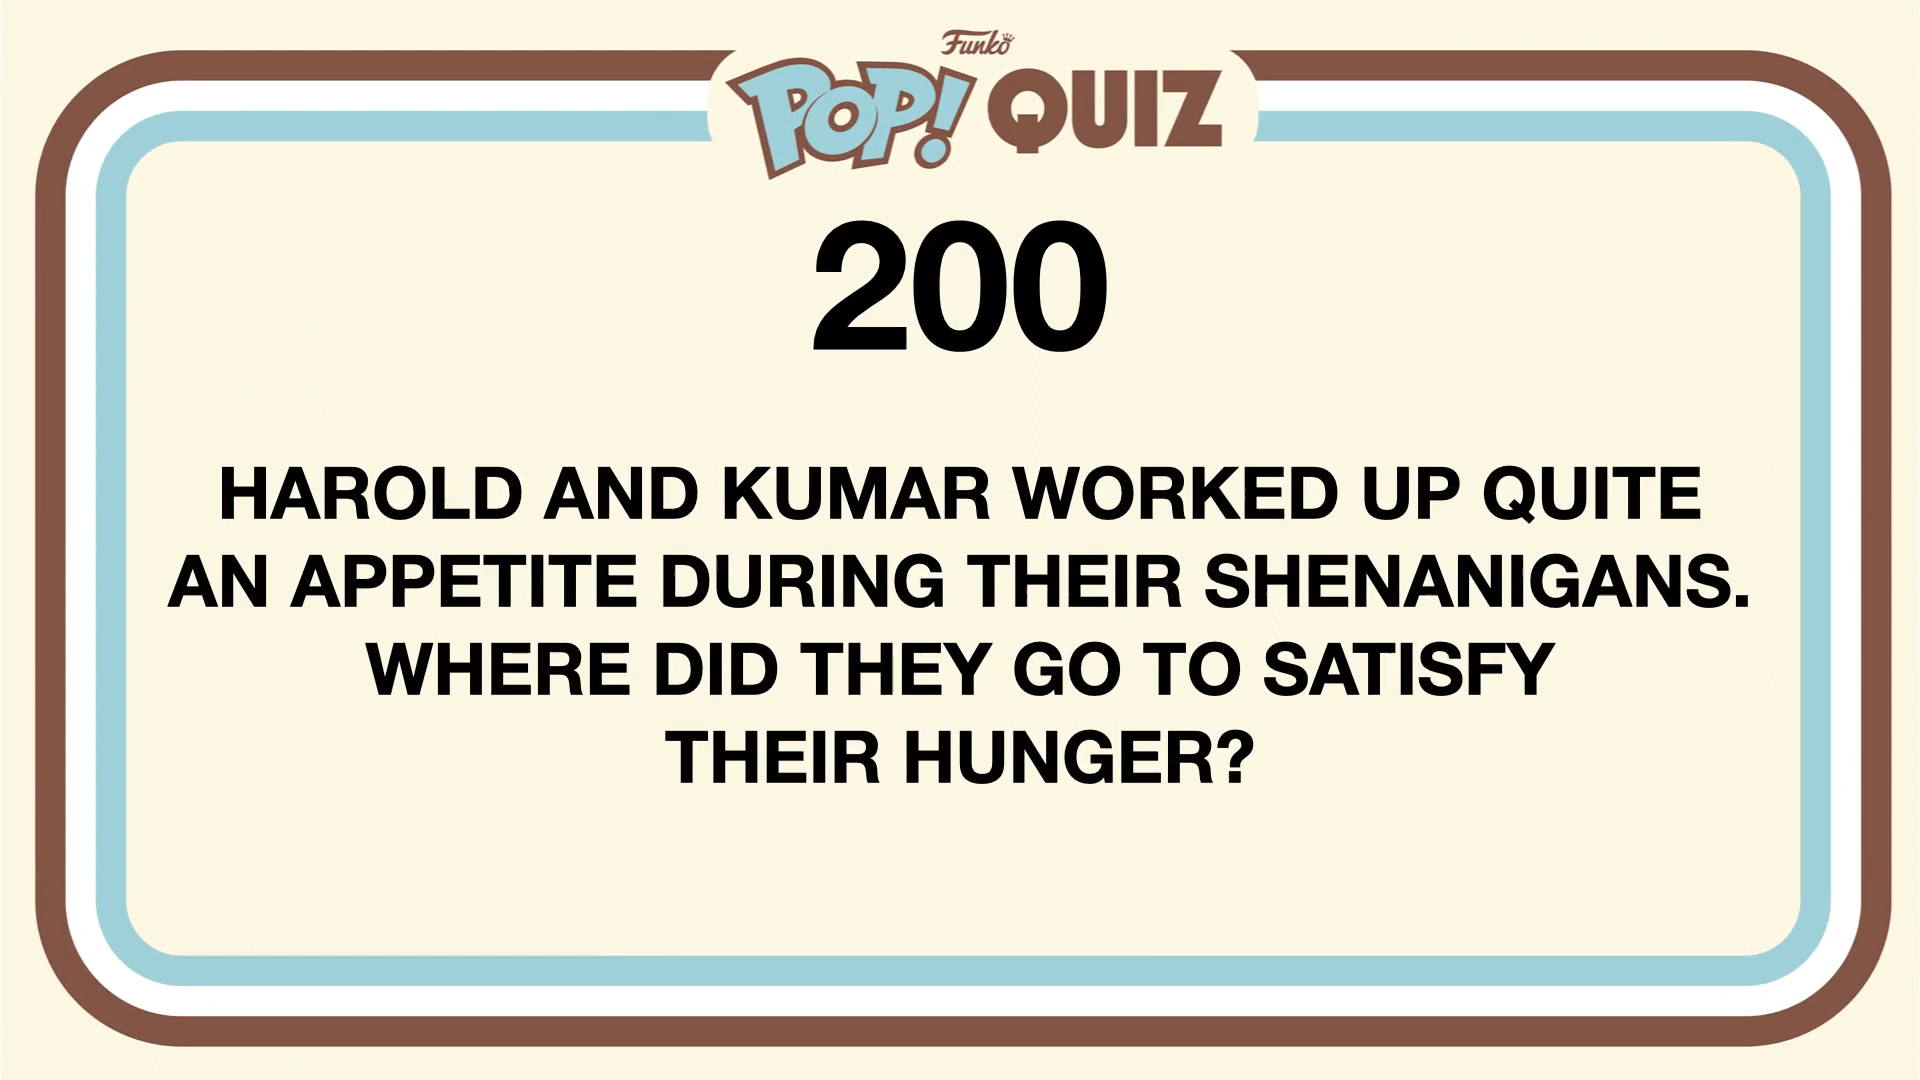 Funko
POP! QUIZ
200
HAROLD AND KUMAR WORKED UP QUITE
AN APPETITE DURING THEIR SHENANIGANS.
WHERE DID THEY GO TO SATISFY
THEIR HUNGER?